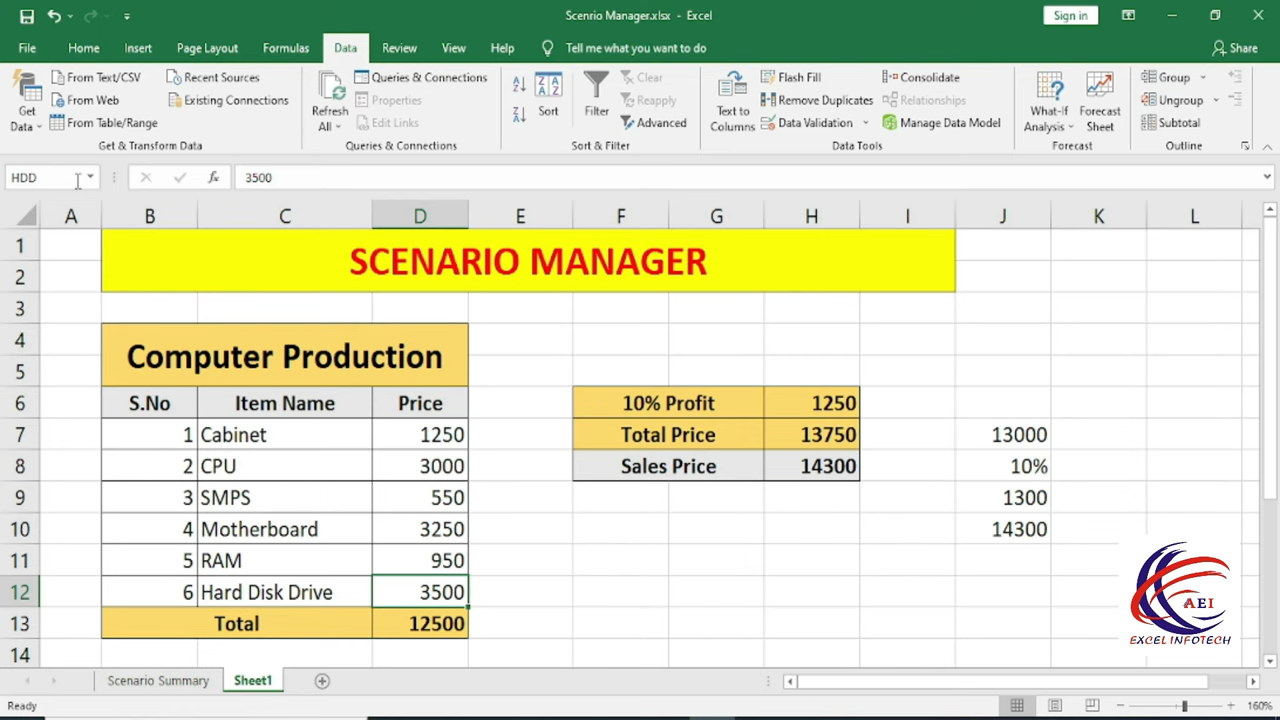 Scenrio Manager.xlsx - Excel
Sign in
File Home Insert Page Layout Formulas Data Review View Help Tell me what you want to do Share
Get Data
From Text/CSV
From Web
From Table/Range
Recent Sources
Existing Connections
Get & Transform Data
Refresh All
Queries & Connections
Properties
Edit Links
Queries & Connections
Sort
Filter
Clear
Reapply
Advanced
Sort & Filter
Text to Columns
Flash Fill
Remove Duplicates
Data Validation
Consolidate
Relationships
Manage Data Model
Data Tools
What-If Analysis
Forecast Sheet
Forecast
Group
Ungroup
Subtotal
Outline
HDD fx 3500
A B C D E F G H I J K L
1 SCENARIO MANAGER
2
3
4 Computer Production
5
6 S.No Item Name Price 10% Profit 1250
7 1 Cabinet 1250 Total Price 13750 13000
8 2 CPU 3000 Sales Price 14300 10%
9 3 SMPS 550 1300
10 4 Motherboard 3250 14300
11 5 RAM 950
12 6 Hard Disk Drive 3500
13 Total 12500
14
AEI
EXCEL INFOTECH
Scenario Summary Sheet1
Ready 160%